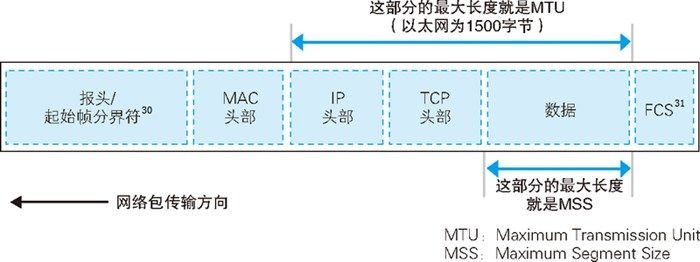 这部分的最大长度就是MTU
（以太网为1500字节）
报头/
起始帧分界符30
MAC
头部
IP
头部
TCP
头部
数据
FCS31
这部分的最大长度
就是MSS
网络包传输方向
MTU：Maximum Transmission Unit
MSS：Maximum Segment Size